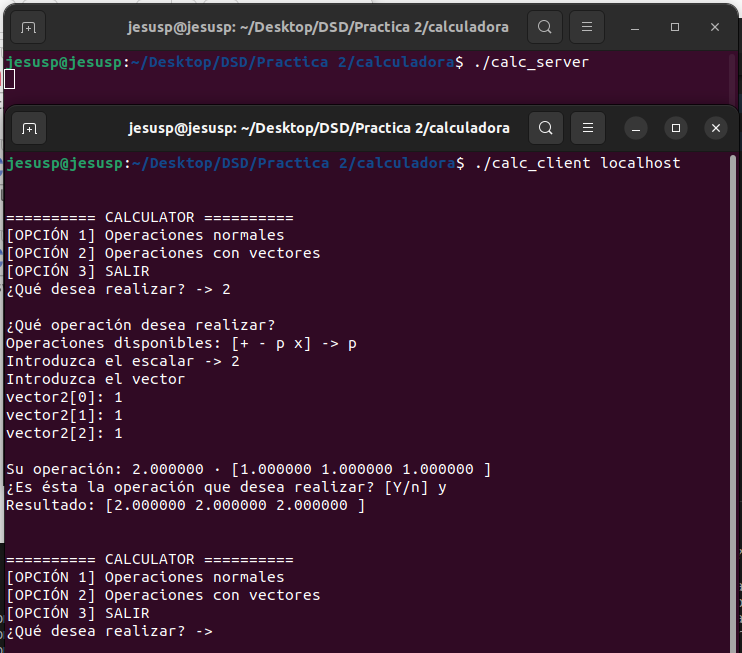 jesusp@jesusp: ~/Desktop/DSD/Practica 2/calculadora
jesusp@jesusp:~/Desktop/DSD/Practica 2/calculadora$ ./calc_server
jesusp@jesusp: ~/Desktop/DSD/Practica 2/calculadora
jesusp@jesusp:~/Desktop/DSD/Practica 2/calculadora$ ./calc_client localhost
========== CALCULATOR ==========
[OPCIÓN 1] Operaciones normales
[OPCIÓN 2] Operaciones con vectores
[OPCIÓN 3] SALIR
¿Qué desea realizar? -> 2
¿Qué operación desea realizar?
Operaciones disponibles: [+ - p x] -> p
Introduzca el escalar -> 2
Introduzca el vector
vector2[0]: 1
vector2[1]: 1
vector2[2]: 1
Su operación: 2.000000 · [1.000000 1.000000 1.000000 ]
¿Es ésta la operación que desea realizar? [Y/n] y
Resultado: [2.000000 2.000000 2.000000 ]
========== CALCULATOR ==========
[OPCIÓN 1] Operaciones normales
[OPCIÓN 2] Operaciones con vectores
[OPCIÓN 3] SALIR
¿Qué desea realizar? ->